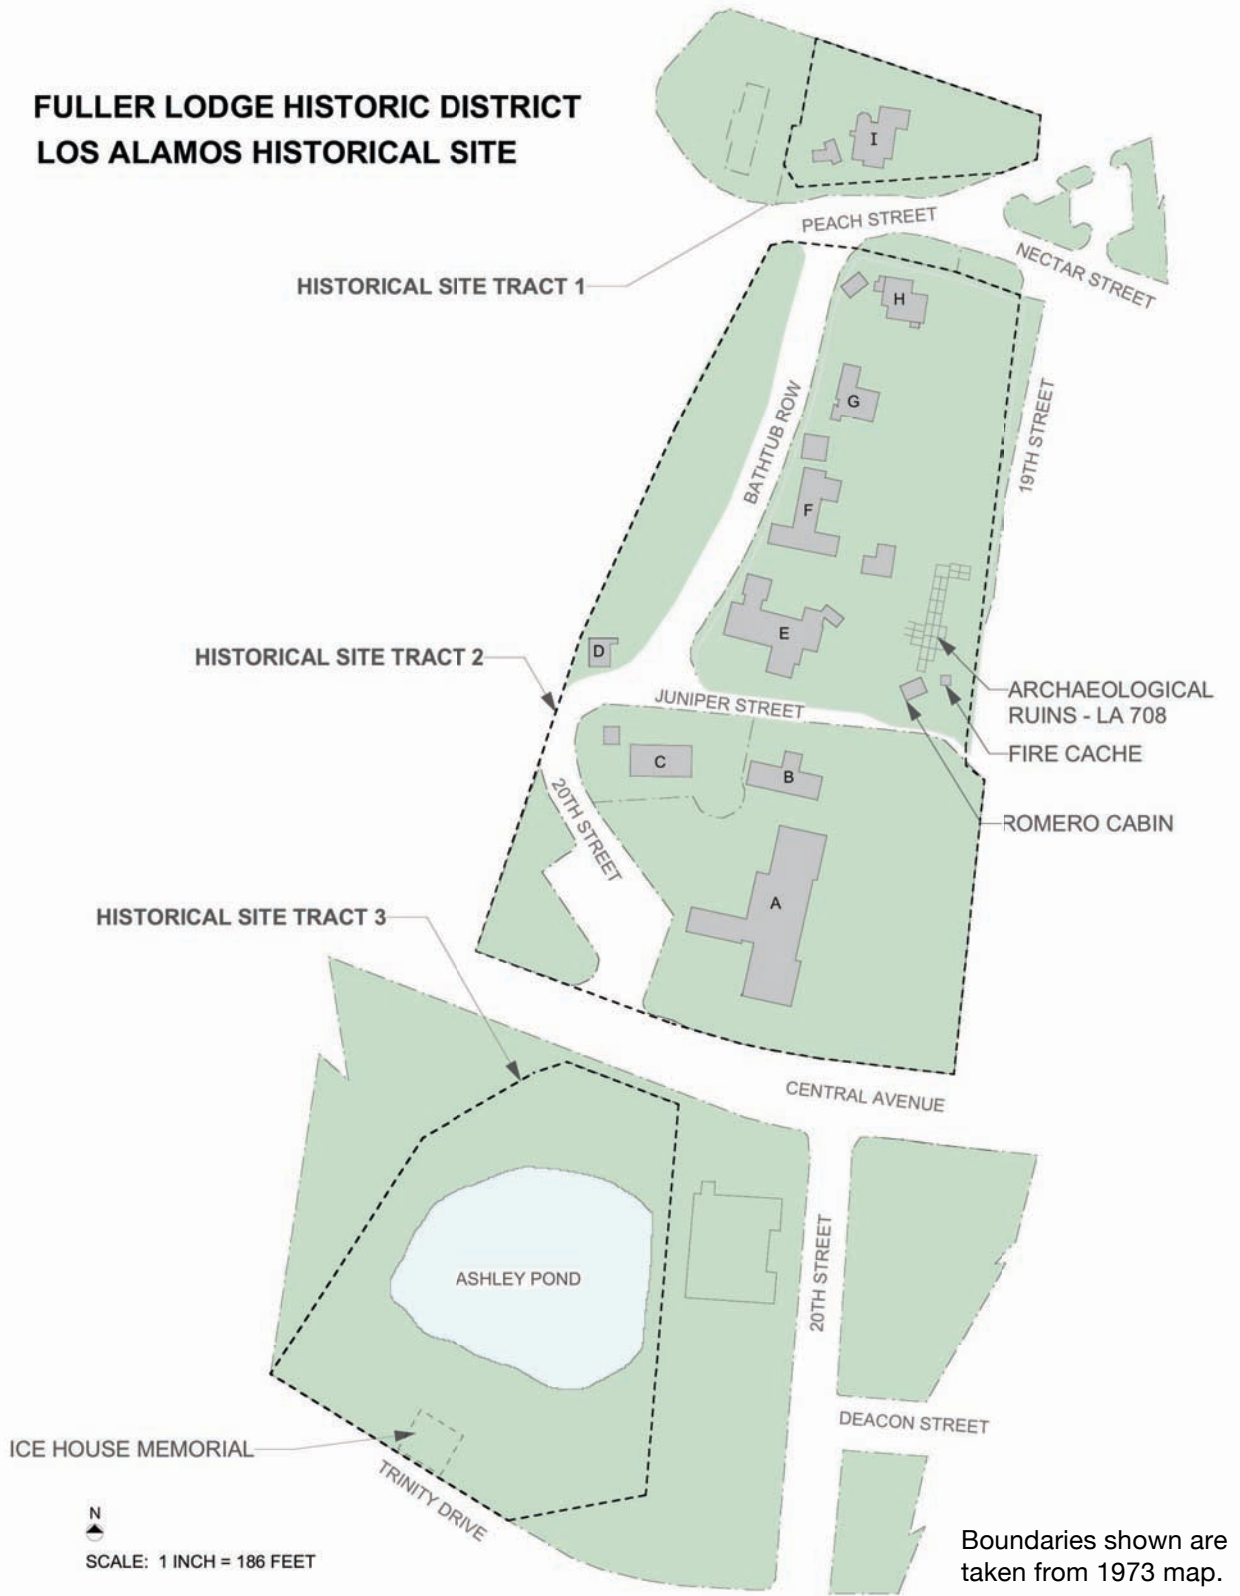 FULLER LODGE HISTORIC DISTRICT
LOS ALAMOS HISTORICAL SITE
I
PEACH STREET
NECTAR STREET
HISTORICAL SITE TRACT 1
H
G
BATHTUB ROW
19TH STREET
F
E
D
HISTORICAL SITE TRACT 2
JUNIPER STREET
ARCHAEOLOGICAL
RUINS - LA 708
FIRE CACHE
C
B
20TH STREET
ROMERO CABIN
A
HISTORICAL SITE TRACT 3
CENTRAL AVENUE
ASHLEY POND
20TH STREET
DEACON STREET
ICE HOUSE MEMORIAL
TRINITY DRIVE
N
SCALE: 1 INCH = 186 FEET
Boundaries shown are
taken from 1973 map.